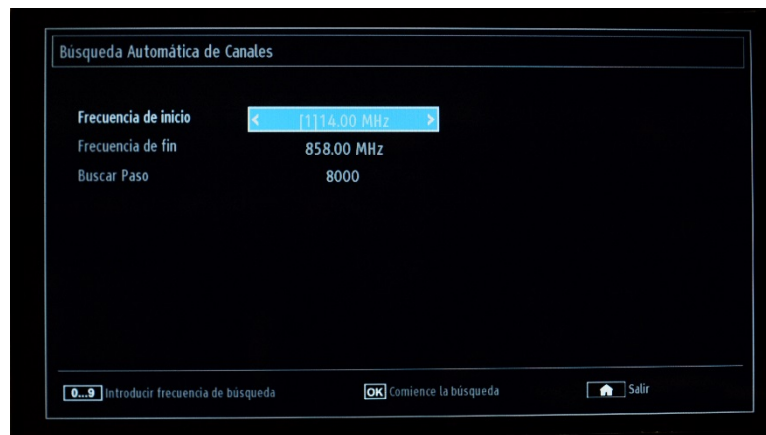 Búsqueda Automática de Canales
Frecuencia de inicio < [1]14.00 MHz >
Frecuencia de fin 858.00 MHz
Buscar Paso 8000
0...9 Introducir frecuencia de búsqueda OK Comience la búsqueda Salir